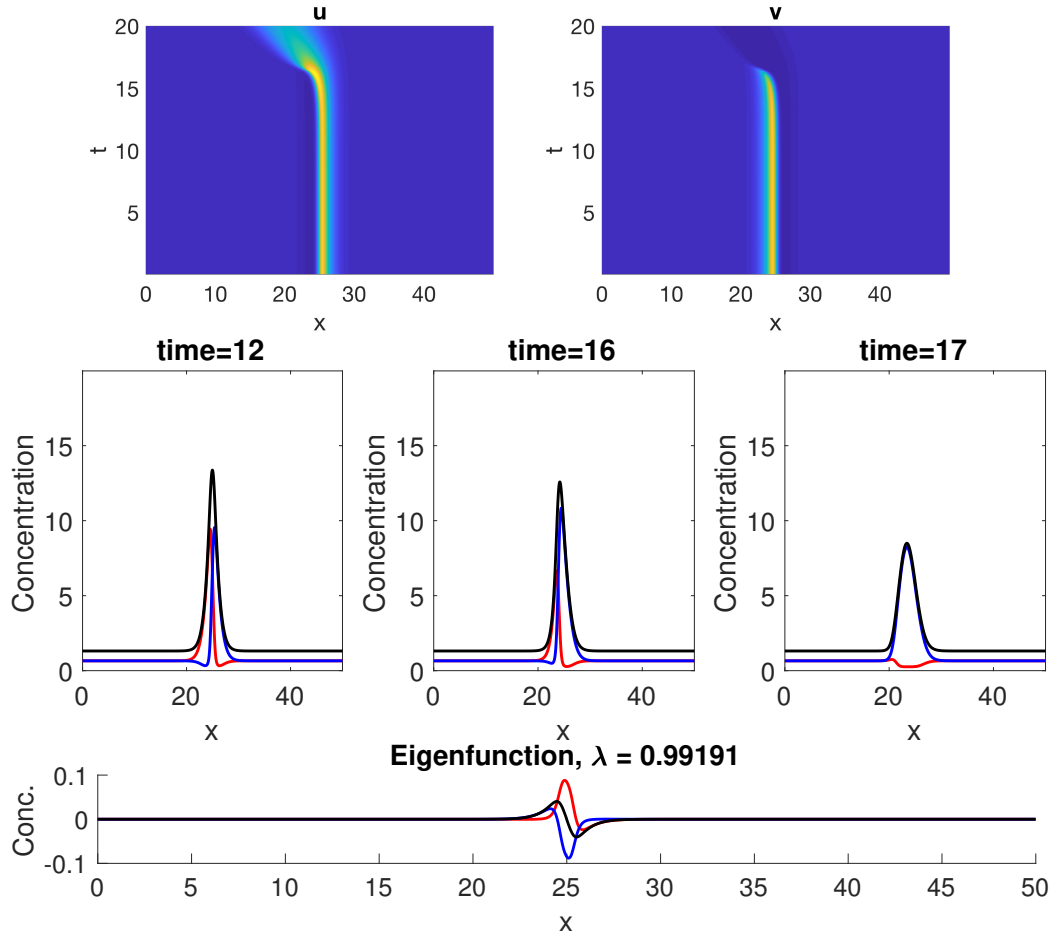 u
v
20
15
10
5
t
0 10 20 30 40
x
20
15
10
5
t
0 10 20 30 40
x
time=12
time=16
time=17
Concentration
15
10
5
0
0 20 40
x
Concentration
15
10
5
0
0 20 40
x
Concentration
15
10
5
0
0 20 40
x
Eigenfunction, λ = 0.99191
Conc.
0.1
0
-0.1
0 5 10 15 20 25 30 35 40 45 50
x